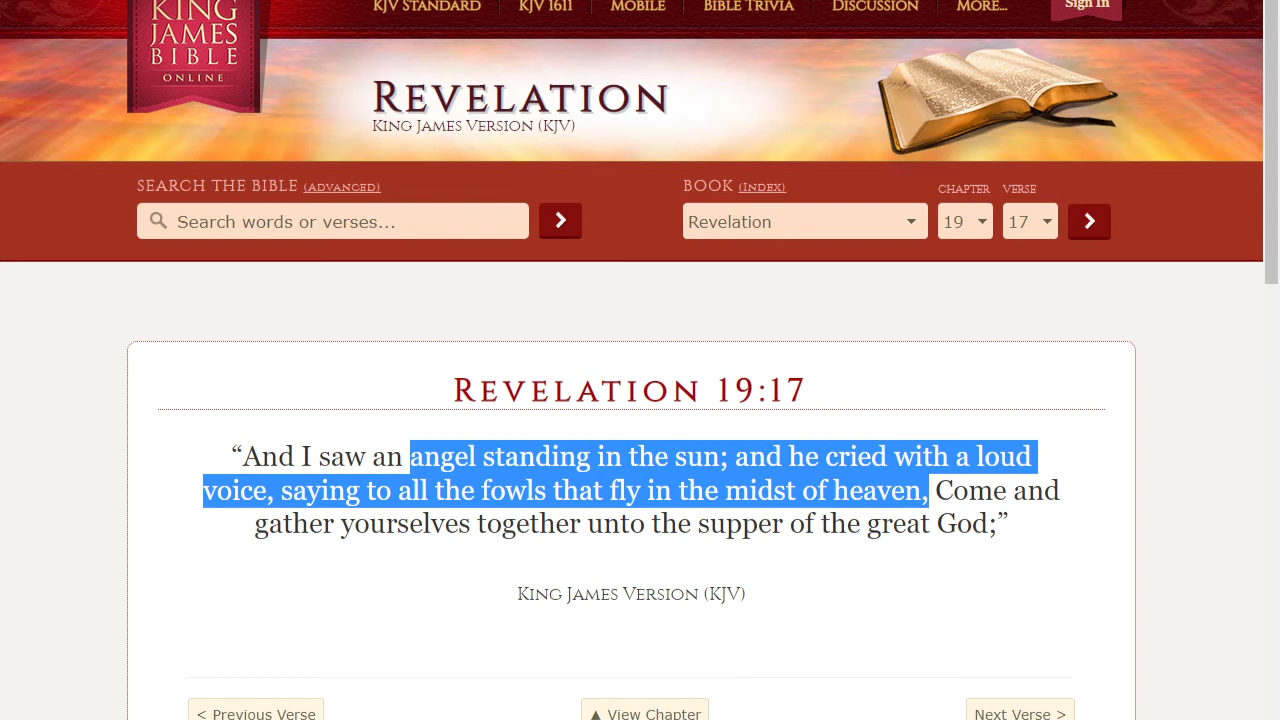 KING
JAMES
BIBLE
ONLINE
KJV STANDARD
KJV 1611
MOBILE
BIBLE TRIVIA
DISCUSSION
MORE...
Sign In
REVELATION
KING JAMES VERSION (KJV)
SEARCH THE BIBLE (ADVANCED)
BOOK (INDEX)
CHAPTER
VERSE
Search words or verses...
Revelation
19
17
REVELATION 19:17
“And I saw an angel standing in the sun; and he cried with a loud
voice, saying to all the fowls that fly in the midst of heaven, Come and
gather yourselves together unto the supper of the great God;”
KING JAMES VERSION (KJV)
< Previous Verse
▲ View Chapter
Next Verse >